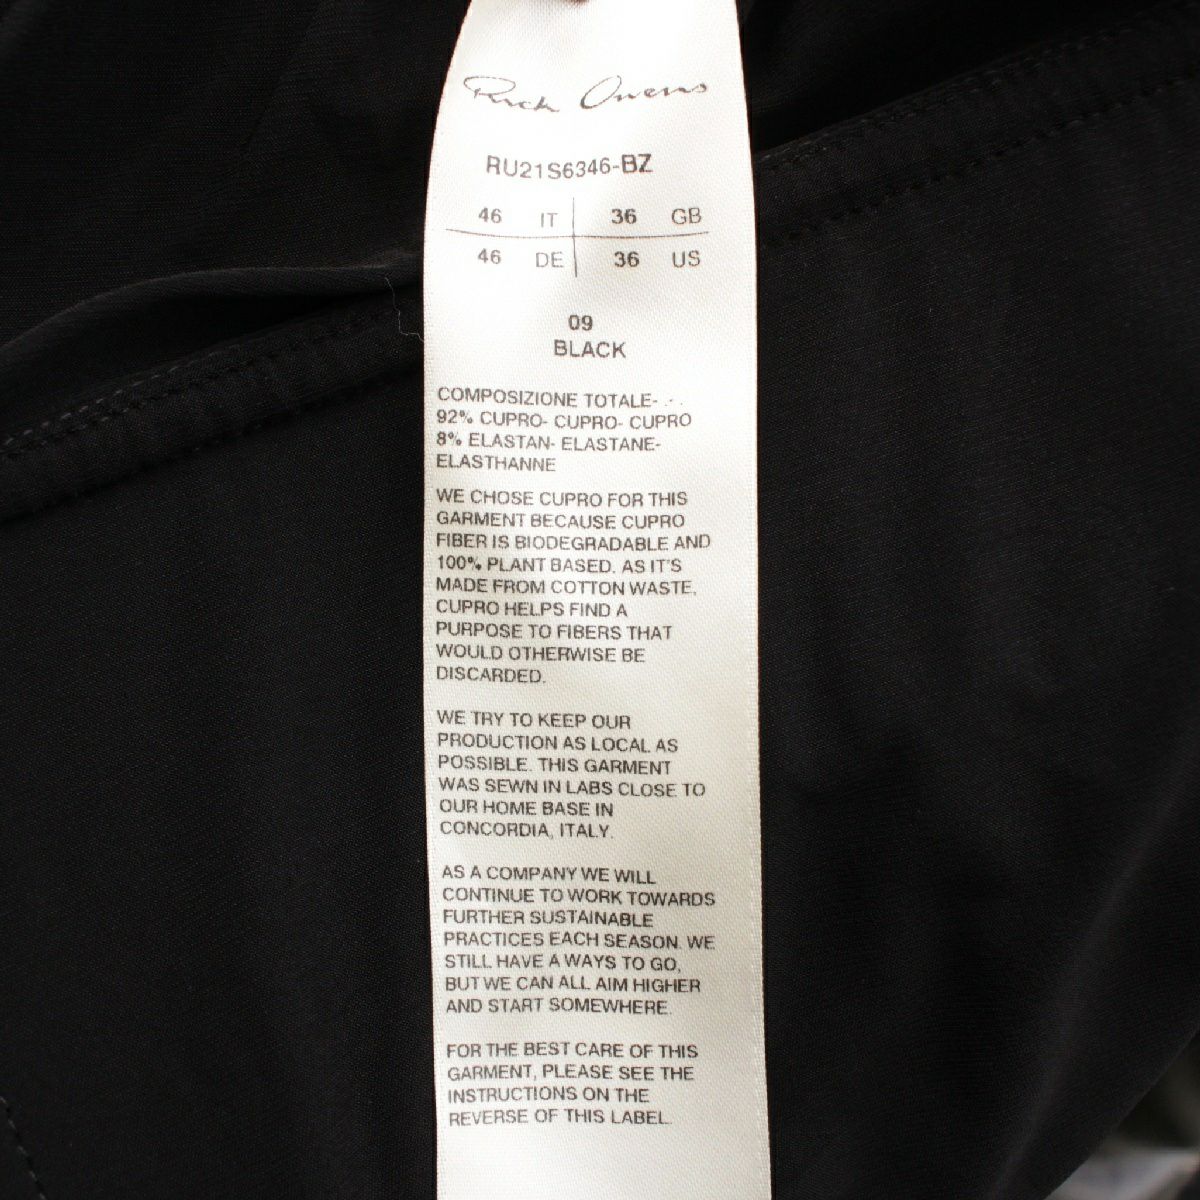 Rick Owens
RU21S6346-BZ
46 IT 36 GB
46 DE 36 US
09
BLACK
COMPOSIZIONE TOTALE- - -
92% CUPRO- CUPRO- CUPRO
8% ELASTAN- ELASTANE-
ELASTHANNE
WE CHOSE CUPRO FOR THIS
GARMENT BECAUSE CUPRO
FIBER IS BIODEGRADABLE AND
100% PLANT BASED. AS IT'S
MADE FROM COTTON WASTE,
CUPRO HELPS FIND A
PURPOSE TO FIBERS THAT
WOULD OTHERWISE BE
DISCARDED.
WE TRY TO KEEP OUR
PRODUCTION AS LOCAL AS
POSSIBLE. THIS GARMENT
WAS SEWN IN LABS CLOSE TO
OUR HOME BASE IN
CONCORDIA, ITALY.
AS A COMPANY WE WILL
CONTINUE TO WORK TOWARDS
FURTHER SUSTAINABLE
PRACTICES EACH SEASON. WE
STILL HAVE A WAYS TO GO,
BUT WE CAN ALL AIM HIGHER
AND START SOMEWHERE.
FOR THE BEST CARE OF THIS
GARMENT, PLEASE SEE THE
INSTRUCTIONS ON THE
REVERSE OF THIS LABEL.